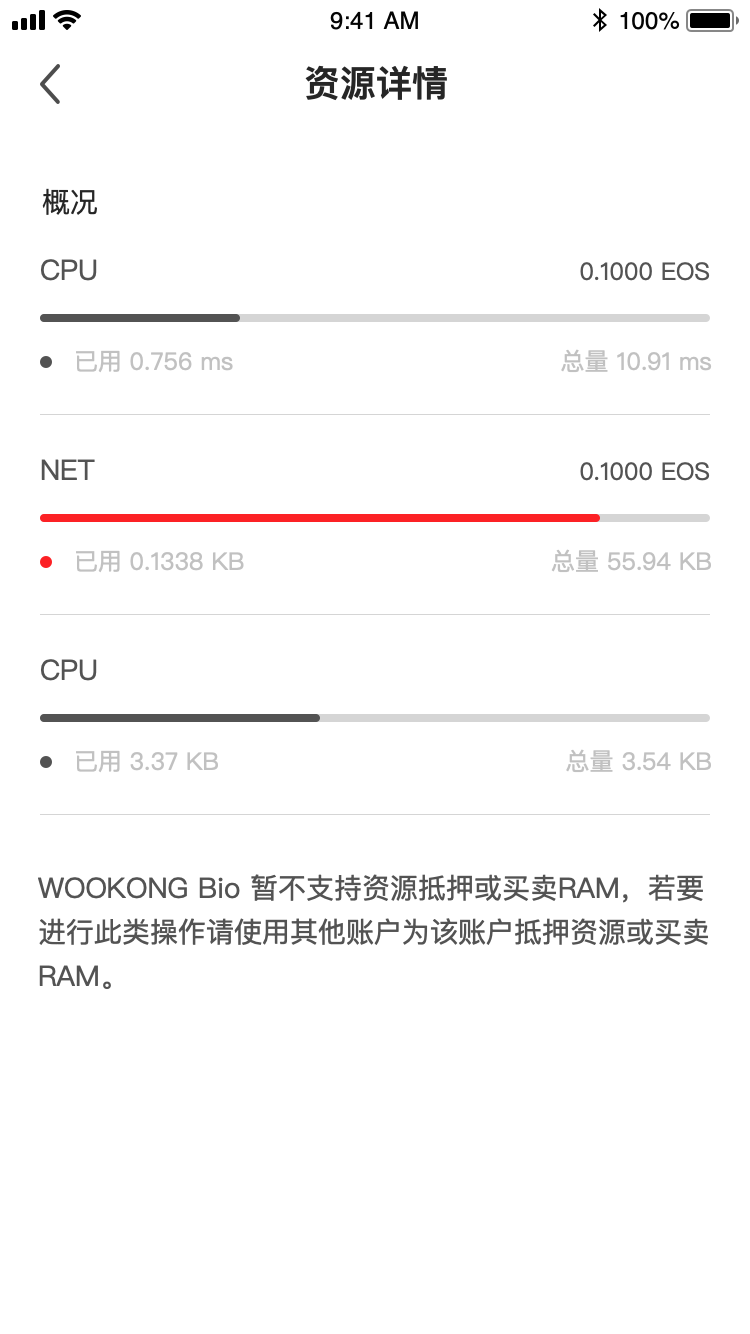 9:41 AM
100%
资源详情
概况
CPU
0.1000 EOS
已用 0.756 ms
总量 10.91 ms
NET
0.1000 EOS
已用 0.1338 KB
总量 55.94 KB
CPU
已用 3.37 KB
总量 3.54 KB
WOOKONG Bio 暂不支持资源抵押或买卖RAM，若要
进行此类操作请使用其他账户为该账户抵押资源或买卖
RAM。